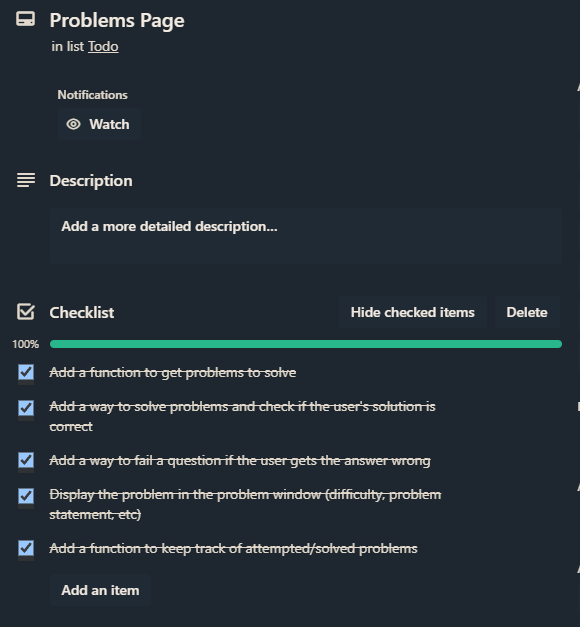 Problems Page
in list Todo
Notifications
Watch
Description
Add a more detailed description...
Checklist
Hide checked items
Delete
100%
Add a function to get problems to solve
Add a way to solve problems and check if the user's solution is
correct
Add a way to fail a question if the user gets the answer wrong
Display the problem in the problem window (difficulty, problem
statement, etc)
Add a function to keep track of attempted/solved problems
Add an item